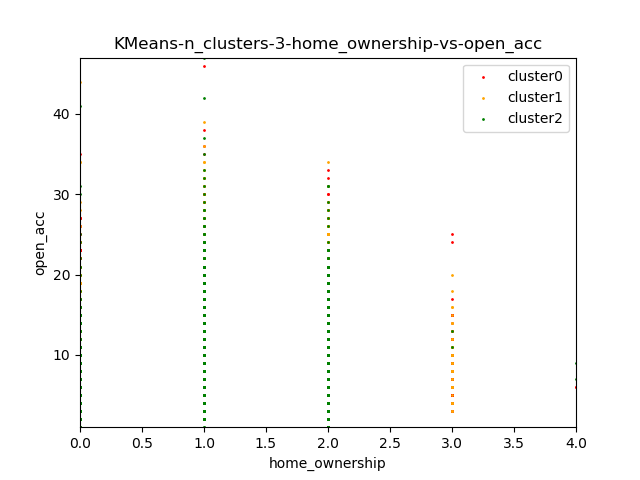 KMeans-n_clusters-3-home_ownership-vs-open_acc
cluster0
cluster1
cluster2
open_acc
40
30
20
10
0.0 0.5 1.0 1.5 2.0 2.5 3.0 3.5 4.0
home_ownership